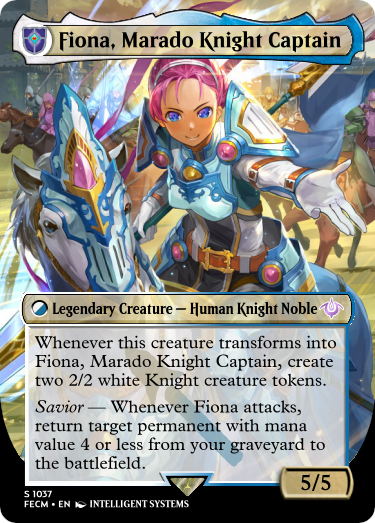 Fiona, Marado Knight Captain
Legendary Creature — Human Knight Noble
Whenever this creature transforms into
Fiona, Marado Knight Captain, create
two 2/2 white Knight creature tokens.
Savior — Whenever Fiona attacks,
return target permanent with mana
value 4 or less from your graveyard to
the battlefield.
5/5
S 1037
FECM • EN INTELLIGENT SYSTEMS